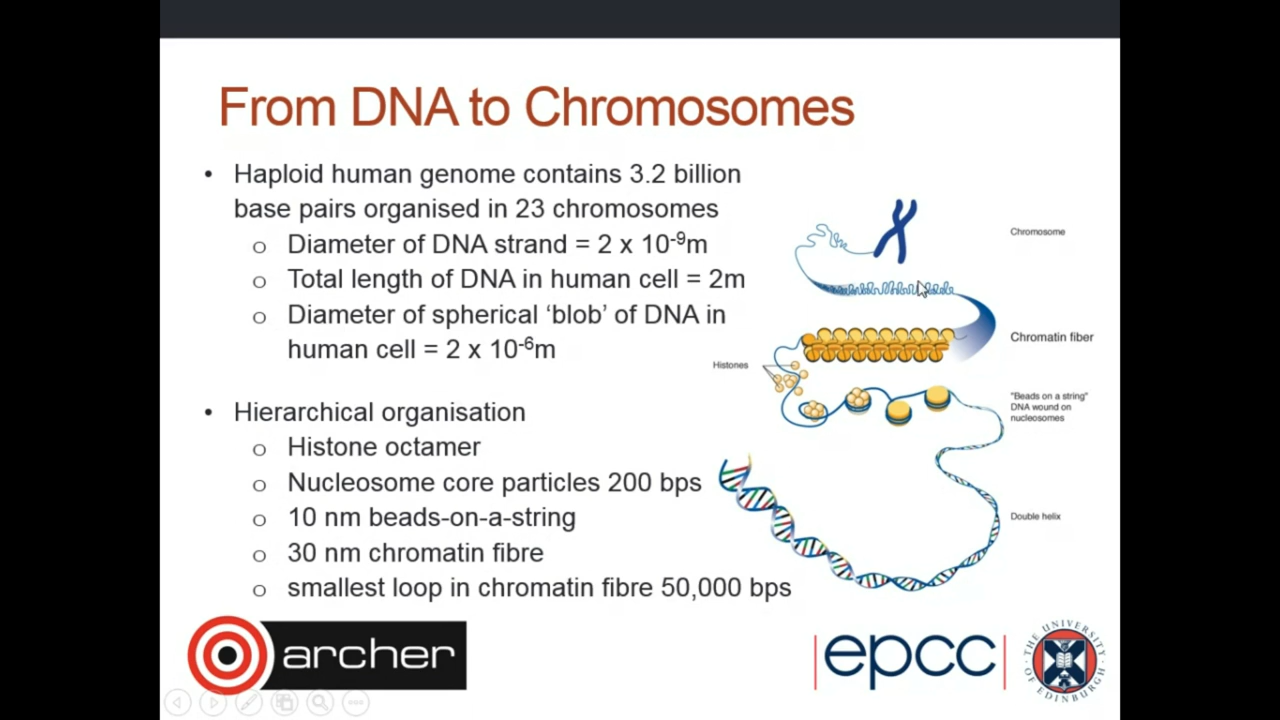 From DNA to Chromosomes
• Haploid human genome contains 3.2 billion
base pairs organised in 23 chromosomes
o Diameter of DNA strand = 2 x 10⁻⁹m
o Total length of DNA in human cell = 2m
o Diameter of spherical ‘blob’ of DNA in
human cell = 2 x 10⁻⁶m
• Hierarchical organisation
o Histone octamer
o Nucleosome core particles 200 bps
o 10 nm beads-on-a-string
o 30 nm chromatin fibre
o smallest loop in chromatin fibre 50,000 bps
Chromosome
Chromatin fiber
Histones
"Beads on a string"
DNA wound on
nucleosomes
Double helix
archer
epcc
THE UNIVERSITY
OF EDINBURGH